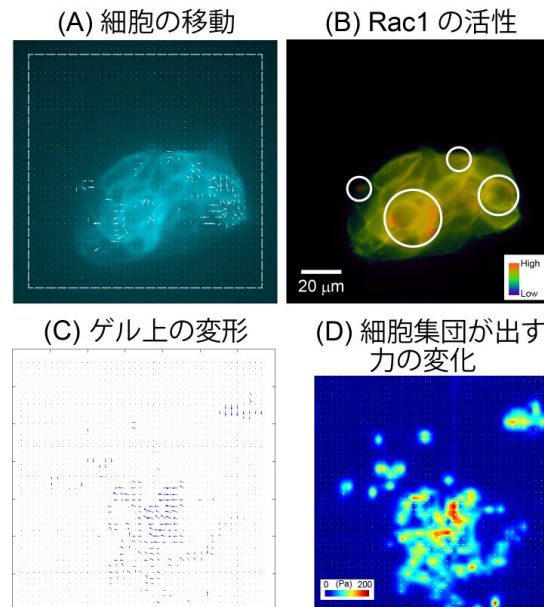 (A) 細胞の移動
(B) Rac1 の活性
20 μm
High
Low
(C) ゲル上の変形
(D) 細胞集団が出す
力の変化
0 (Pa) 200